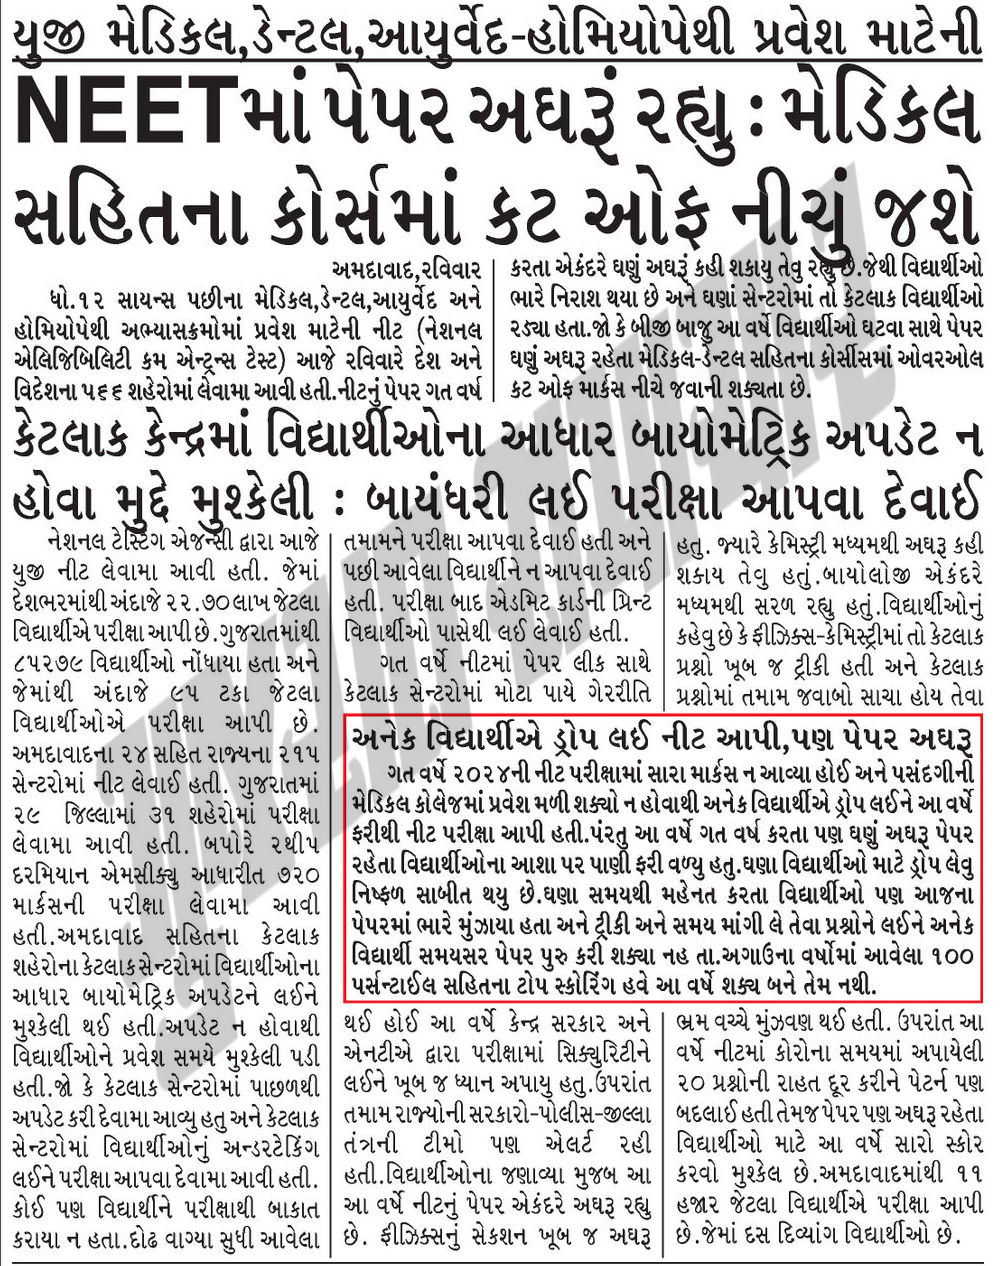 યુજી મેડિકલ,ડેન્ટલ,આયુર્વેદ-હોમિયોપેથી પ્રવેશ માટેની
NEETમાં પેપર અઘરૂં રહ્યુ : મેડિકલ
સહિતના કોર્સમાં કટ ઓફ નીચું જશે
અમદાવાદ,રવિવાર
ધો.૧૨ સાયન્સ પછીના મેડિકલ,ડેન્ટલ,આયુર્વેદ અને
હોમિયોપેથી અભ્યાસક્રમોમાં પ્રવેશ માટેની નીટ (નેશનલ
એલિજિબિલિટી કમ એન્ટ્રન્સ ટેસ્ટ) આજે રવિવારે દેશ અને
વિદેશના ૫૬૬ શહેરોમાં લેવામા આવી હતી.નીટનું પેપર ગત વર્ષ
કરતા એકંદરે ઘણું અઘરૂં કહી શકાયુ તેવુ રહ્યુ છે.જેથી વિદ્યાર્થીઓ
ભારે નિરાશ થયા છે અને ઘણાં સેન્ટરોમાં તો કેટલાક વિદ્યાર્થીઓ
રડ્યા હતા.જો કે બીજી બાજુ આ વર્ષે વિદ્યાર્થીઓ ઘટવા સાથે પેપર
ઘણું અઘરૂ રહેતા મેડિકલ-ડેન્ટલ સહિતના કોર્સીસમાં ઓવરઓલ
કટ ઓફ માર્કસ નીચે જવાની શક્યતા છે.
કેટલાક કેન્દ્રમાં વિદ્યાર્થીઓના આધાર બાયોમેટ્રિક અપડેટ ન
હોવા મુદ્દે મુશ્કેલી : બાયંધરી લઈ પરીક્ષા આપવા દેવાઈ
નેશનલ ટેસ્ટિંગ એજન્સી દ્વારા આજે
યુજી નીટ લેવામા આવી હતી. જેમાં
દેશભરમાંથી અંદાજે ૨૨.૭૦ લાખ જેટલા
વિદ્યાર્થીએ પરીક્ષા આપી છે.ગુજરાતમાંથી
૮૫૨૭૯ વિદ્યાર્થીઓ નોંધાયા હતા અને
જેમાંથી અંદાજે ૯૫ ટકા જેટલા
વિદ્યાર્થીઓએ પરીક્ષા આપી છે.
અમદાવાદના ૨૪ સહિત રાજ્યના ૨૧૫
સેન્ટરોમાં નીટ લેવાઈ હતી. ગુજરાતમાં
૨૯ જિલ્લામાં ૩૧ શહેરોમાં પરીક્ષા
લેવામા આવી હતી. બપોરે ૨થી૫
દરમિયાન એમસીક્યુ આધારીત ૭૨૦
માર્કસની પરીક્ષા લેવામા આવી
હતી.અમદાવાદ સહિતના કેટલાક
શહેરોના કેટલાક સેન્ટરોમાં વિદ્યાર્થીઓના
આધાર બાયોમેટ્રિક અપડેટને લઈને
મુશ્કેલી થઈ હતી.અપડેટ ન હોવાથી
વિદ્યાર્થીઓને પ્રવેશ સમયે મુશ્કેલી પડી
હતી.જો કે કેટલાક સેન્ટરોમાં પાછળથી
અપડેટ કરી દેવામા આવ્યુ હતુ અને કેટલાક
સેન્ટરોમાં વિદ્યાર્થીઓનું અન્ડરટેકિંગ
લઈને પરીક્ષા આપવા દેવામા આવી હતી.
કોઈ પણ વિદ્યાર્થીને પરીક્ષાથી બાકાત
કરાયા ન હતા.દોઢ વાગ્યા સુધી આવેલા
તમામને પરીક્ષા આપવા દેવાઈ હતી અને
પછી આવેલા વિદ્યાર્થીને ન આપવા દેવાઈ
હતી. પરીક્ષા બાદ એડમિટ કાર્ડની પ્રિન્ટ
વિદ્યાર્થીઓ પાસેથી લઈ લેવાઈ હતી.
ગત વર્ષે નીટમાં પેપર લીક સાથે
કેટલાક સેન્ટરોમાં મોટા પાયે ગેરરીતિ
હતુ. જ્યારે કેમિસ્ટ્રી મધ્યમથી અઘરૂ કહી
શકાય તેવુ હતું.બાયોલોજી એકંદરે
મધ્યમથી સરળ રહ્યુ હતું.વિદ્યાર્થીઓનું
કહેવુ છે કે ફીઝિક્સ-કેમિસ્ટ્રીમાં તો કેટલાક
પ્રશ્નો ખૂબ જ ટ્રીકી હતી અને કેટલાક
પ્રશ્નોમાં તમામ જવાબો સાચા હોય તેવા
અનેક વિદ્યાર્થીએ ડ્રોપ લઈ નીટ આપી,પણ પેપર અઘરૂ
ગત વર્ષે ૨૦૨૪ની નીટ પરીક્ષામાં સારા માર્કસ ન આવ્યા હોઈ અને પસંદગીની
મેડિકલ કોલેજમાં પ્રવેશ મળી શક્યો ન હોવાથી અનેક વિદ્યાર્થીએ ડ્રોપ લઈને આ વર્ષે
ફરીથી નીટ પરીક્ષા આપી હતી.પંરતુ આ વર્ષે ગત વર્ષ કરતા પણ ઘણું અઘરૂ પેપર
રહેતા વિદ્યાર્થીઓના આશા પર પાણી ફરી વળ્યુ હતુ.ઘણા વિદ્યાર્થીઓ માટે ડ્રોપ લેવુ
નિષ્ફળ સાબીત થયુ છે.ઘણા સમયથી મહેનત કરતા વિદ્યાર્થીઓ પણ આજના
પેપરમાં ભારે મુંઝાયા હતા અને ટ્રીકી અને સમય માંગી લે તેવા પ્રશ્નોને લઈને અનેક
વિદ્યાર્થી સમયસર પેપર પુરુ કરી શક્યા નહ તા.અગાઉના વર્ષોમાં આવેલા ૧૦૦
પર્સન્ટાઈલ સહિતના ટોપ સ્કોરિંગ હવે આ વર્ષે શક્ય બને તેમ નથી.
થઈ હોઈ આ વર્ષે કેન્દ્ર સરકાર અને
એનટીએ દ્વારા પરીક્ષામાં સિક્યુરિટીને
લઈને ખૂબ જ ધ્યાન અપાયુ હતુ.ઉપરાંત
તમામ રાજ્યોની સરકારો-પોલીસ-જીલ્લા
તંત્રની ટીમો પણ એલર્ટ રહી
હતી.વિદ્યાર્થીઓના જણાવ્યા મુજબ આ
આ વર્ષે નીટનું પેપર એકંદરે અઘરૂ રહ્યુ
છે. ફીઝિક્સનું સેક્શન ખૂબ જ અઘરૂ
ભ્રમ વચ્ચે મુંઝવણ થઈ હતી. ઉપરાંત આ
વર્ષે નીટમાં કોરોના સમયમાં અપાયેલી
૨૦ પ્રશ્નોની રાહત દૂર કરીને પેટર્ન પણ
બદલાઈ હતી તેમજ પેપર પણ અઘરૂ રહેતા
વિદ્યાર્થીઓ માટે આ વર્ષે સારો સ્કોર
કરવો મુશ્કેલ છે.અમદાવાદમાંથી ૧૧
હજાર જેટલા વિદ્યાર્થીએ પરીક્ષા આપી
છે.જેમાં દસ દિવ્યાંગ વિદ્યાર્થીઓ છે.